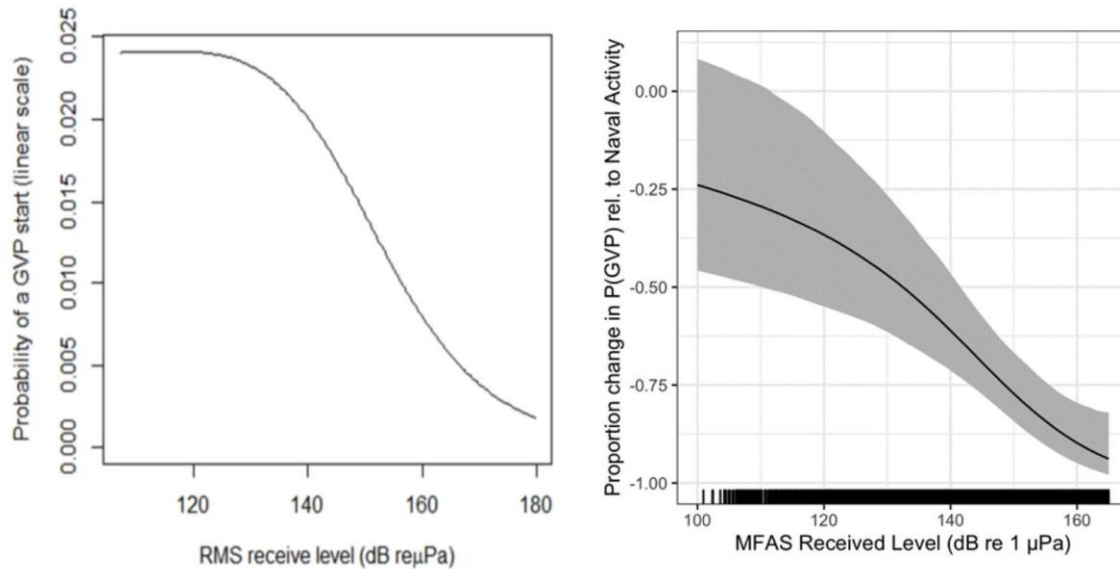 Probability of a GVP start (linear scale)
0.025
0.020
0.015
0.010
0.005
0.000
120 140 160 180
RMS receive level (dB reµPa)
Proportion change in P(GVP) rel. to Naval Activity
0.00
-0.25
-0.50
-0.75
-1.00
100 120 140 160
MFAS Received Level (dB re 1 µPa)